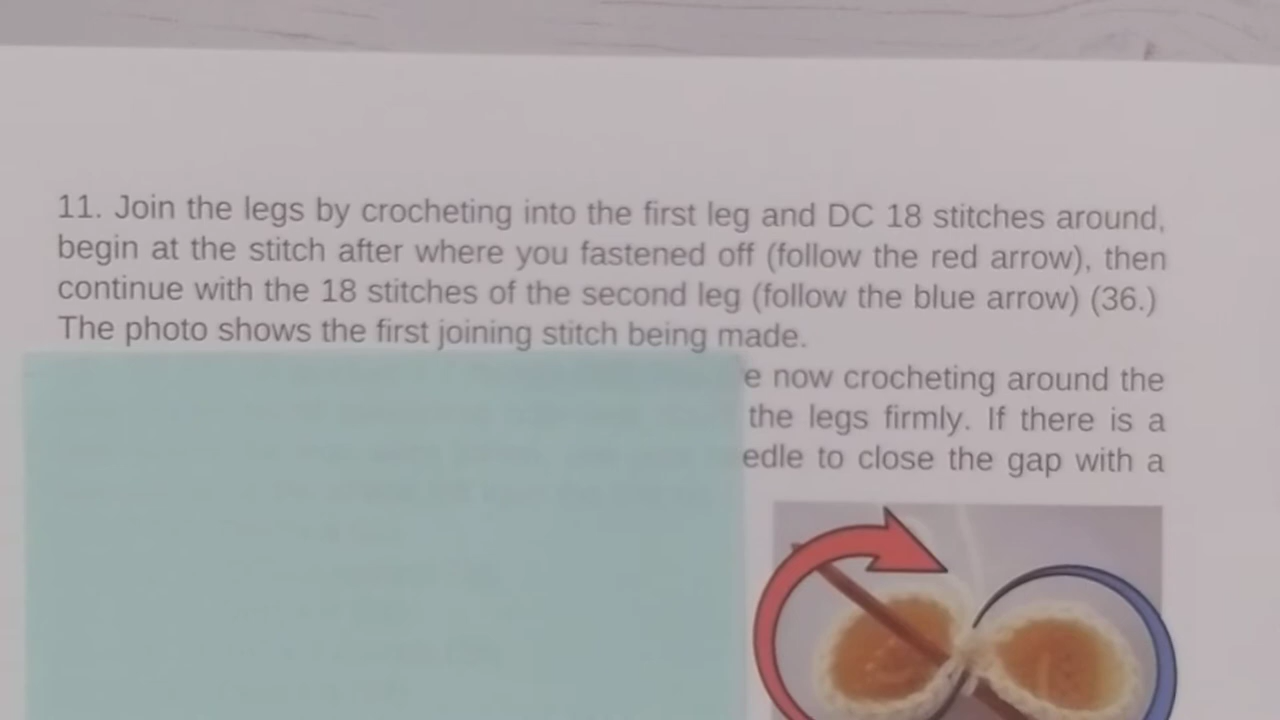 11. Join the legs by crocheting into the first leg and DC 18 stitches around,
begin at the stitch after where you fastened off (follow the red arrow), then
continue with the 18 stitches of the second leg (follow the blue arrow) (36.)
The photo shows the first joining stitch being made.
now crocheting around the
the legs firmly. If there is a
to close the gap with a